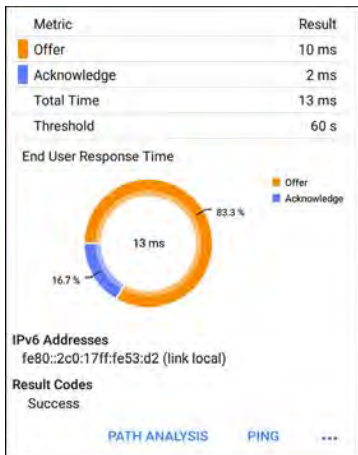 Metric Result
Offer 10 ms
Acknowledge 2 ms
Total Time 13 ms
Threshold 60 s
End User Response Time
Offer
Acknowledge
83.3 %
13 ms
16.7 %
IPv6 Addresses
fe80::2c0:17ff:fe53:d2 (link local)
Result Codes
Success
PATH ANALYSIS PING ...